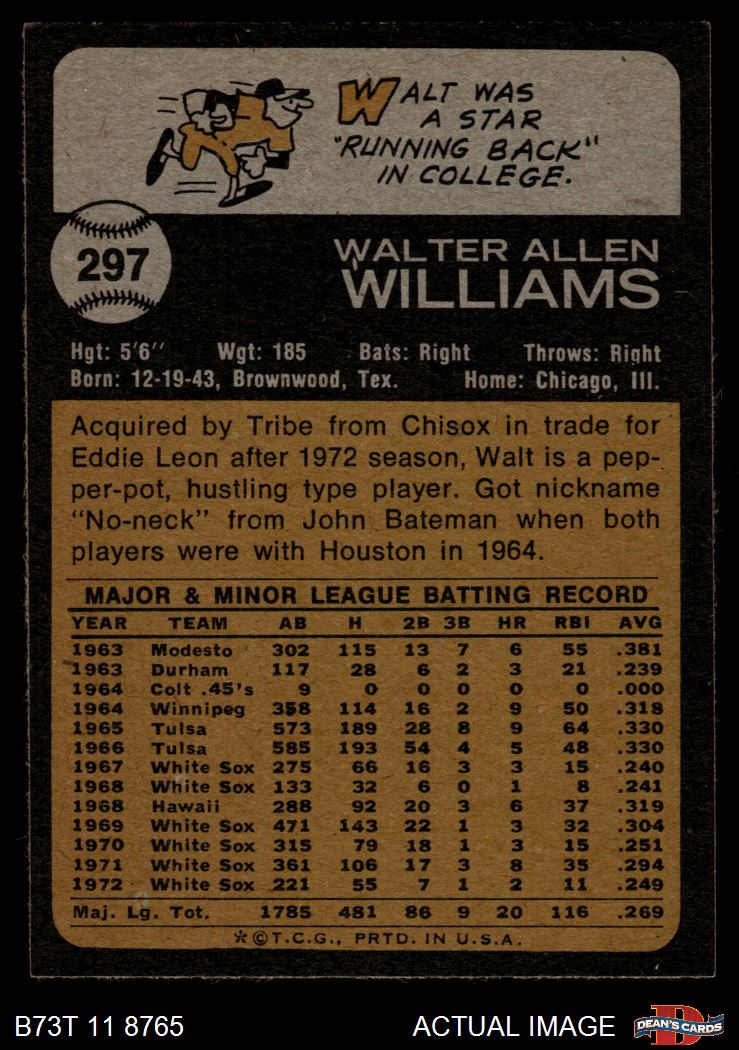 WALT WAS
A STAR
"RUNNING BACK"
IN COLLEGE.
297
WALTER ALLEN
WILLIAMS
Hgt: 5'6" Wgt: 185 Bats: Right Throws: Right
Born: 12-19-43, Brownwood, Tex. Home: Chicago, Ill.
Acquired by Tribe from Chisox in trade for
Eddie Leon after 1972 season, Walt is a pep-
per-pot, hustling type player. Got nickname
"No-neck" from John Bateman when both
players were with Houston in 1964.
MAJOR & MINOR LEAGUE BATTING RECORD
YEAR TEAM AB H 2B 3B HR RBI AVG
1963 Modesto 302 115 13 7 6 55 .381
1963 Durham 117 28 6 2 3 21 .239
1964 Colt .45's 9 0 0 0 0 0 .000
1964 Winnipeg 358 114 16 2 9 50 .318
1965 Tulsa 573 189 28 8 9 64 .330
1966 Tulsa 585 193 54 4 5 48 .330
1967 White Sox 275 66 16 3 3 15 .240
1968 White Sox 133 32 6 0 1 8 .241
1968 Hawaii 288 92 20 3 6 37 .319
1969 White Sox 471 143 22 1 3 32 .304
1970 White Sox 315 79 18 1 3 15 .251
1971 White Sox 361 106 17 3 8 35 .294
1972 White Sox 221 55 7 1 2 11 .249
Maj. Lg. Tot. 1785 481 86 9 20 116 .269
*©T.C.G., PRTD. IN U.S.A.
B73T 11 8765 ACTUAL IMAGE D DEAN'S CARDS